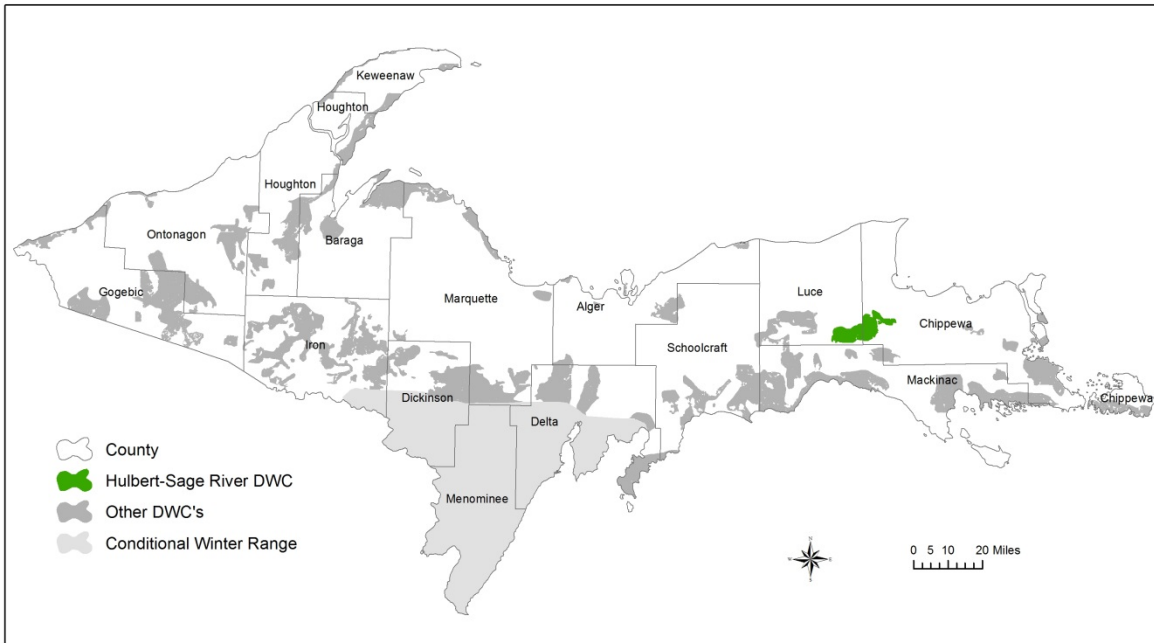 Keweenaw
Houghton
Houghton
Ontonagon
Baraga
Gogebic
Marquette
Alger
Luce
Chippewa
Schoolcraft
Iron
Mackinac
Dickinson
Chippewa
Delta
Menominee
County
Hulbert-Sage River DWC
Other DWC's
Conditional Winter Range
N
W E
S
0 5 10 20 Miles